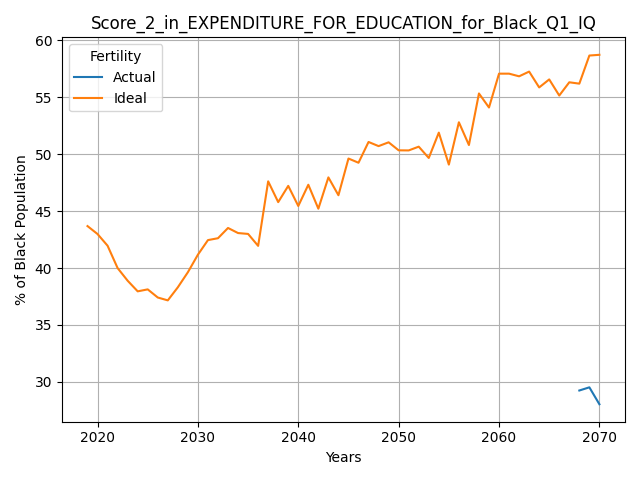 Score_2_in_EXPENDITURE_FOR_EDUCATION_for_Black_Q1_IQ
Fertility
Actual
Ideal
% of Black Population
60
55
50
45
40
35
30
2020 2030 2040 2050 2060 2070
Years